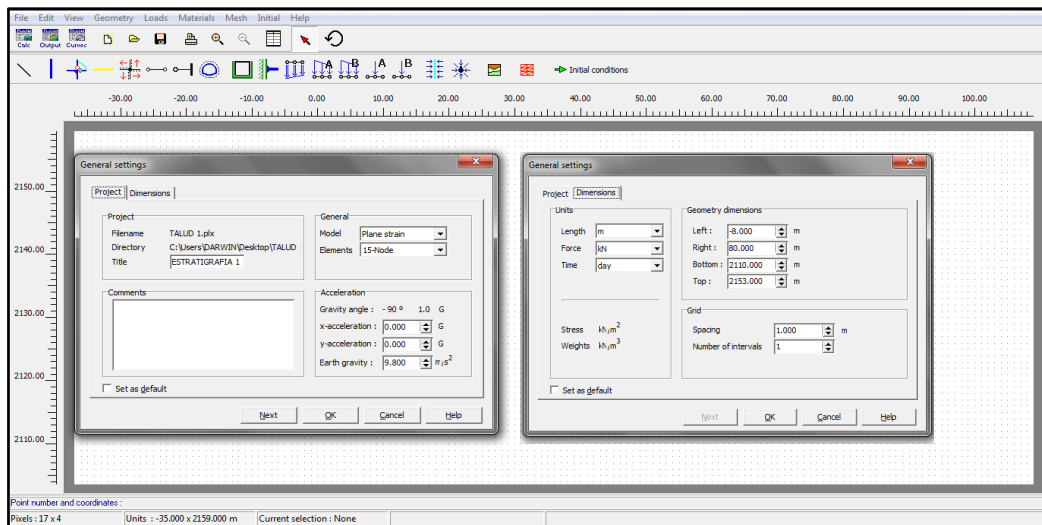 File Edit View Geometry Loads Materials Mesh Initial Help
Calc Output Curves
A B A B Initial conditions
-30.00 -20.00 -10.00 0.00 10.00 20.00 30.00 40.00 50.00 60.00 70.00 80.00 90.00 100.00
2150.00
2140.00
2130.00
2120.00
2110.00
General settings
Project Dimensions
Project
Filename TALUD 1.plx
Directory C:\Users\DARWIN\Desktop\TALUD
Title ESTRATIGRAFIA 1
General
Model Plane strain
Elements 15-Node
Comments
Acceleration
Gravity angle : - 90 º 1.0 G
x-acceleration : 0.000 G
y-acceleration : 0.000 G
Earth gravity : 9.800 m/s²
Set as default
Next OK Cancel Help
General settings
Project Dimensions
Units
Length m
Force kN
Time day
Stress kN/m²
Weights kN/m³
Geometry dimensions
Left : -8.000 m
Right : 80.000 m
Bottom : 2110.000 m
Top : 2153.000 m
Grid
Spacing 1.000 m
Number of intervals 1
Set as default
Next OK Cancel Help
Point number and coordinates :
Pixels : 17 x 4 Units : -35.000 x 2159.000 m Current selection : None